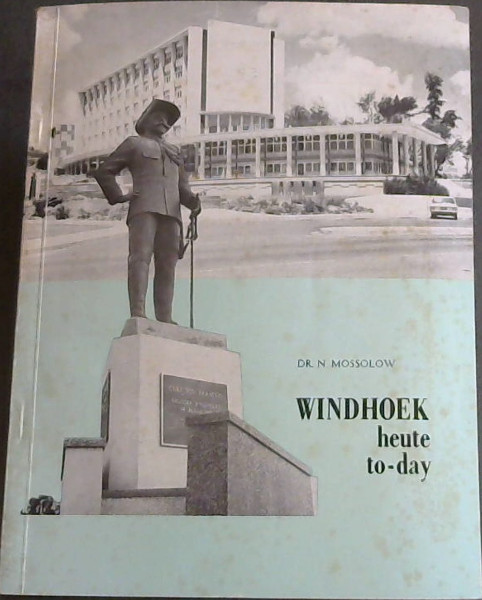 DR. N MOSSOLOW
WINDHOEK
heute
to-day